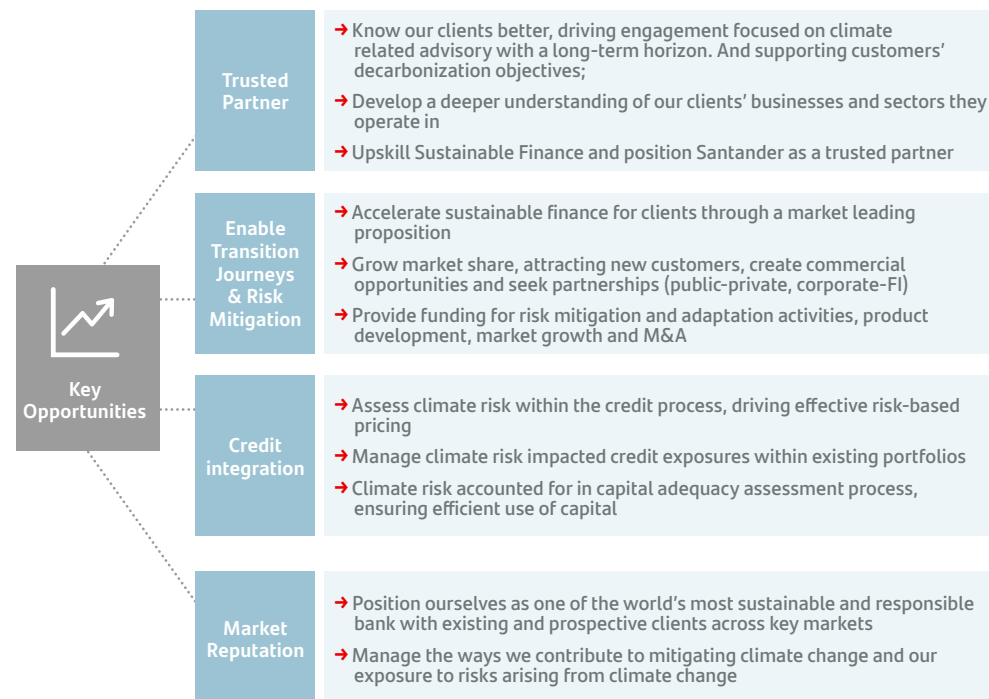 Trusted
Partner
➔ Know our clients better, driving engagement focused on climate
related advisory with a long-term horizon. And supporting customers’
decarbonization objectives;
➔ Develop a deeper understanding of our clients’ businesses and sectors they
operate in
➔ Upskill Sustainable Finance and position Santander as a trusted partner
Enable
Transition
Journeys
& Risk
Mitigation
➔ Accelerate sustainable finance for clients through a market leading
proposition
➔ Grow market share, attracting new customers, create commercial
opportunities and seek partnerships (public-private, corporate-FI)
➔ Provide funding for risk mitigation and adaptation activities, product
development, market growth and M&A
Key
Opportunities
Credit
integration
➔ Assess climate risk within the credit process, driving effective risk-based
pricing
➔ Manage climate risk impacted credit exposures within existing portfolios
➔ Climate risk accounted for in capital adequacy assessment process,
ensuring efficient use of capital
Market
Reputation
➔ Position ourselves as one of the world’s most sustainable and responsible
bank with existing and prospective clients across key markets
➔ Manage the ways we contribute to mitigating climate change and our
exposure to risks arising from climate change